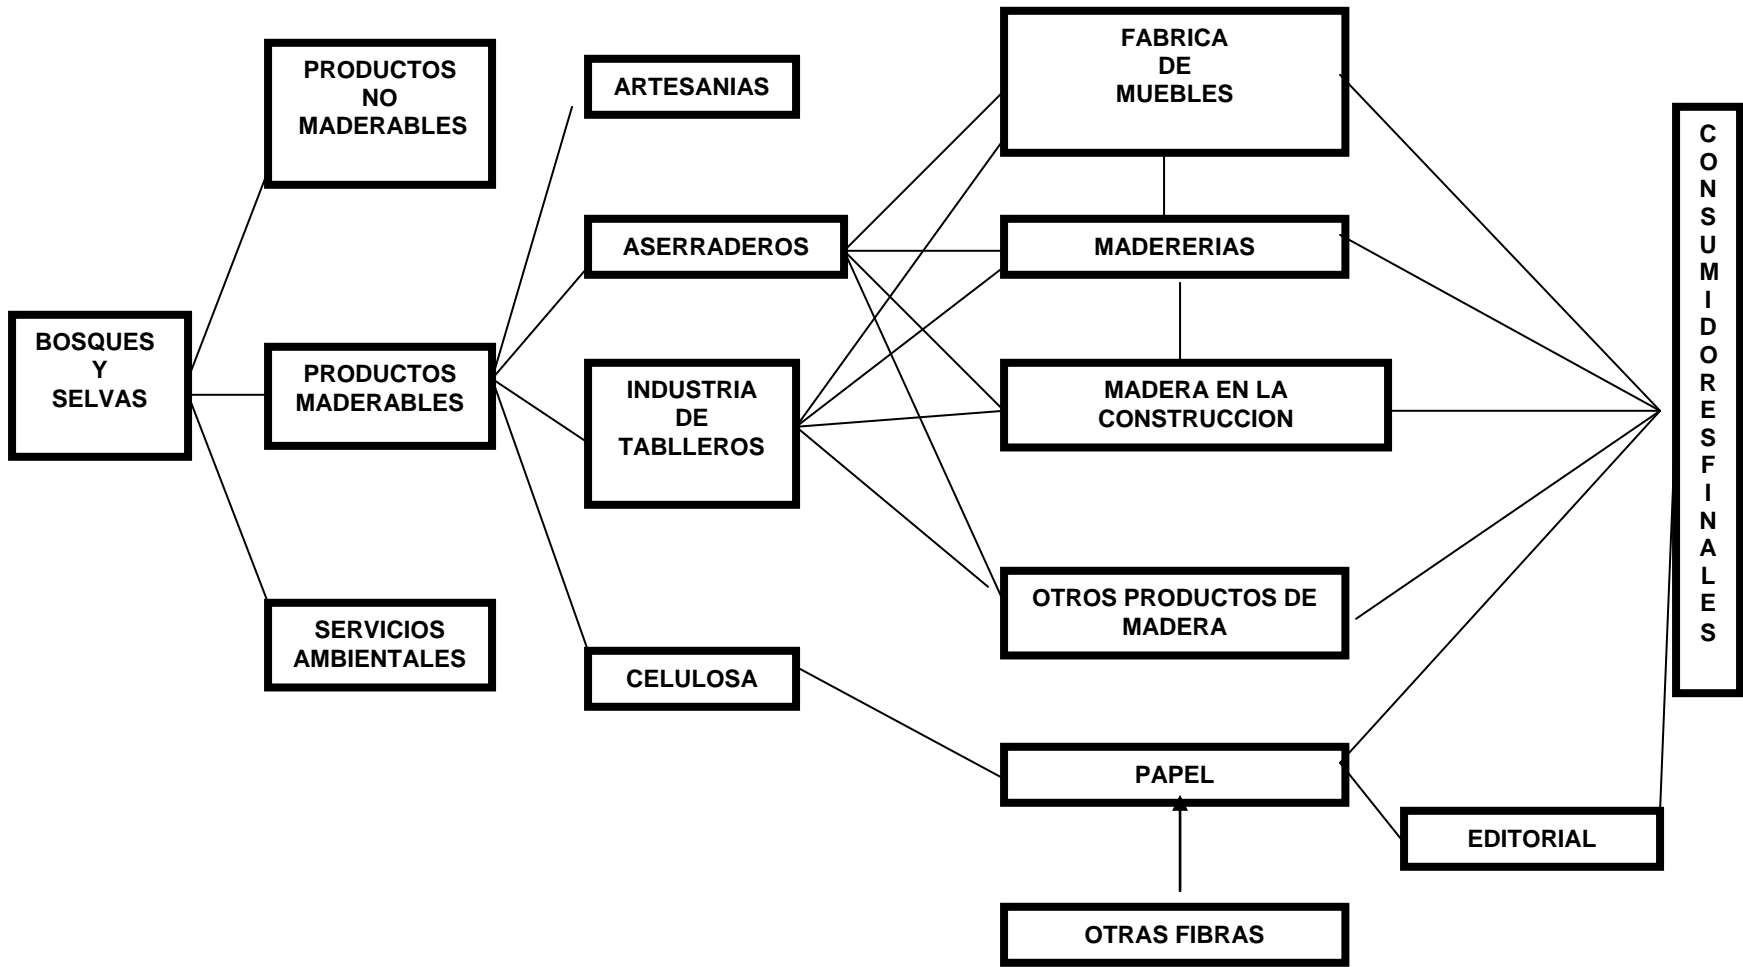 PRODUCTOS
NO
MADERABLES
ARTESANIAS
FABRICA
DE
MUEBLES
ASERRADEROS
MADERERIAS
BOSQUES
Y
SELVAS
PRODUCTOS
MADERABLES
INDUSTRIA
DE
TABLLEROS
MADERA EN LA
CONSTRUCCION
SERVICIOS
AMBIENTALES
CELULOSA
OTROS PRODUCTOS DE
MADERA
PAPEL
EDITORIAL
OTRAS FIBRAS
C
O
N
S
U
M
I
D
O
R
E
S
F
I
N
A
L
E
S